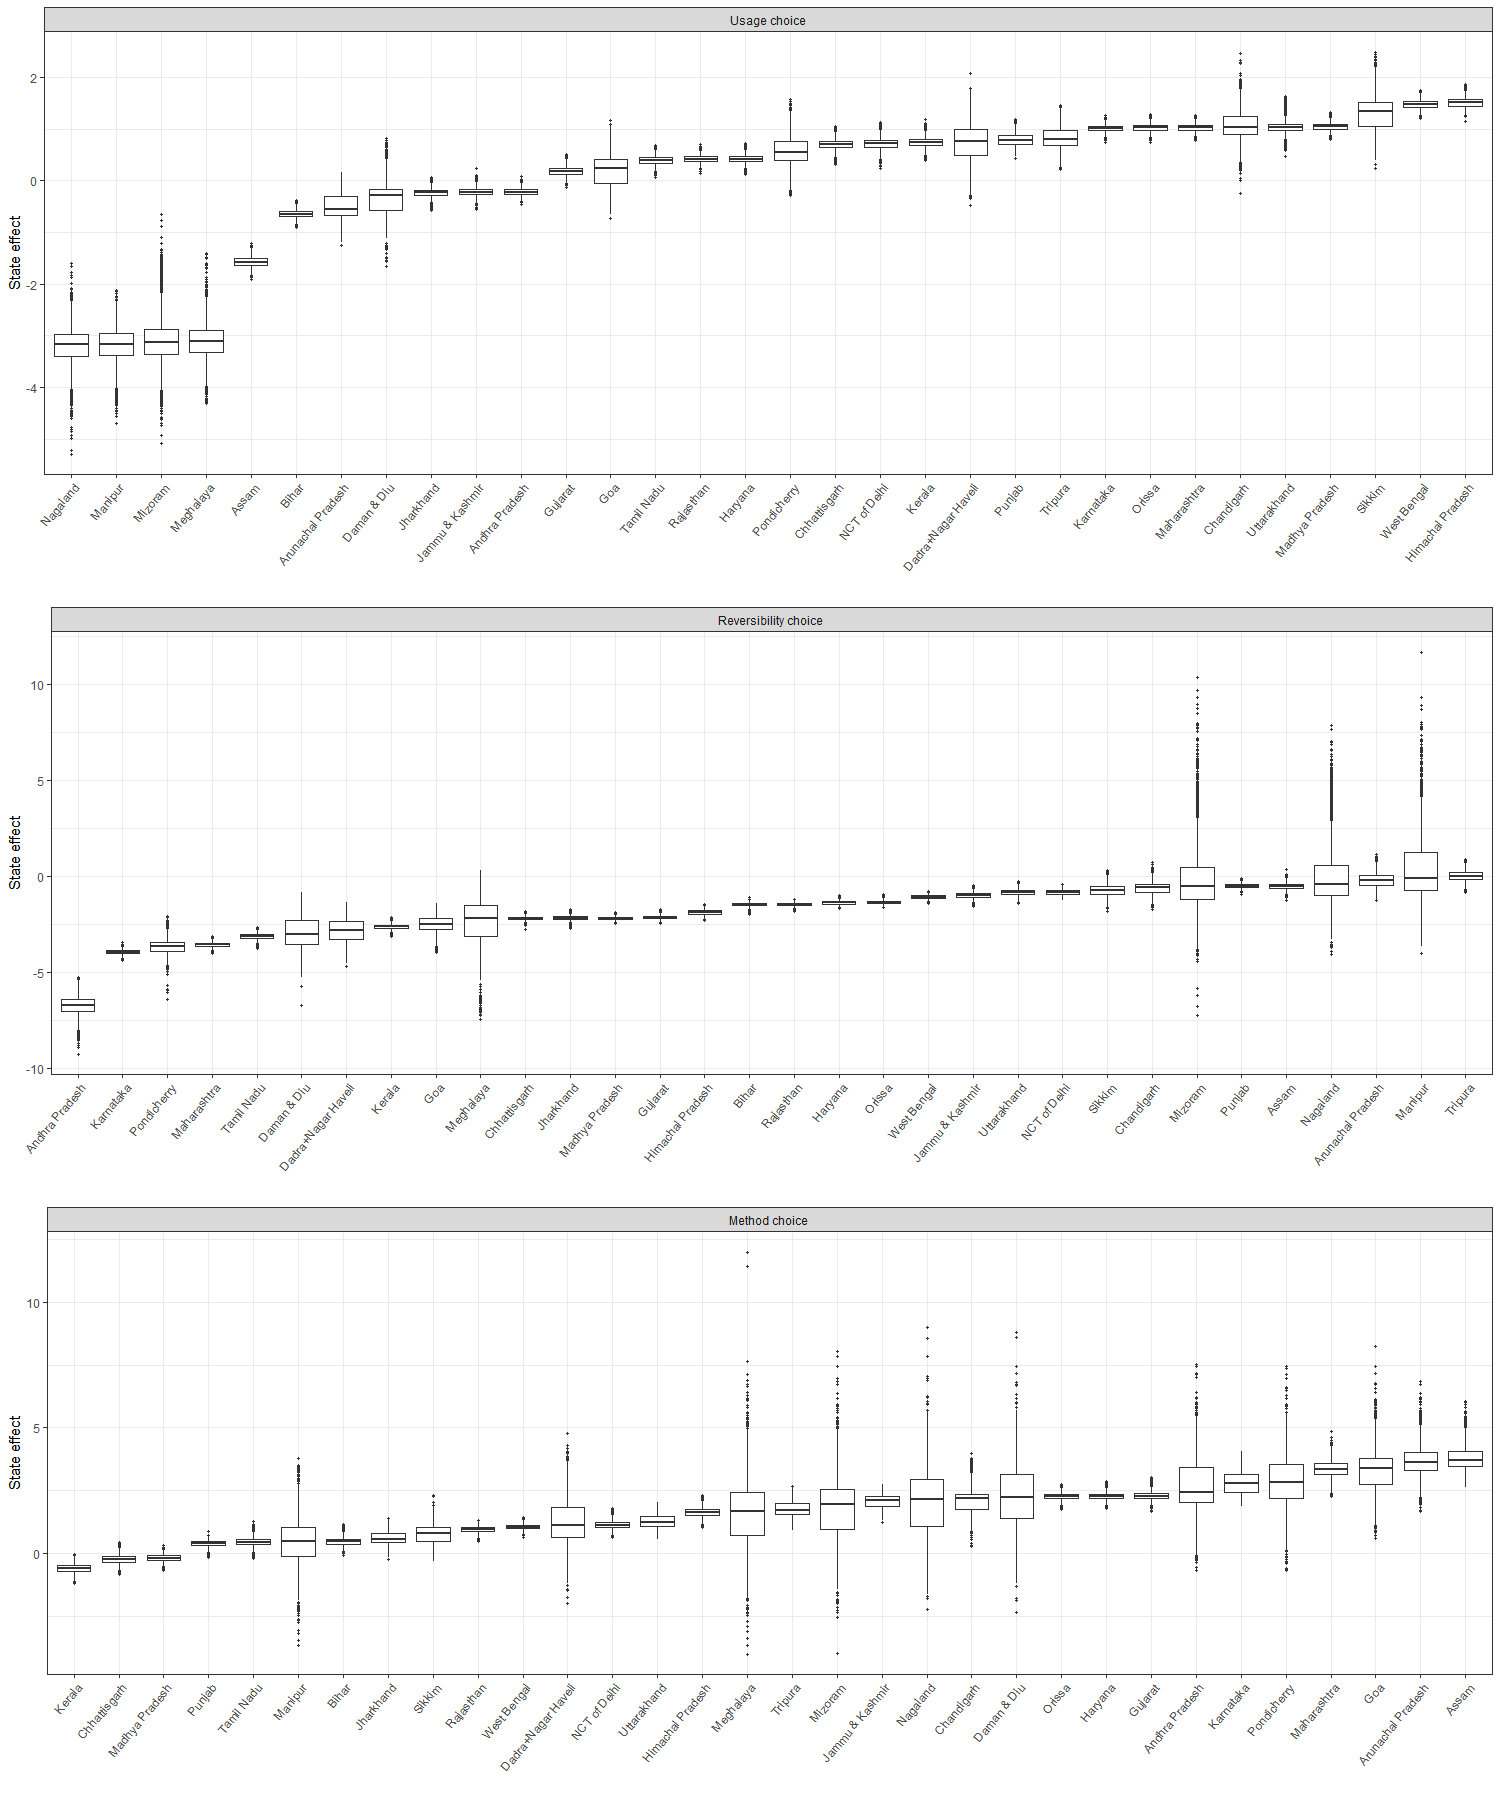 Usage choice
State effect
2
0
-2
-4
Nagaland
Manipur
Mizoram
Meghalaya
Assam
Bihar
Arunachal Pradesh
Daman & Diu
Jharkhand
Jammu & Kashmir
Andhra Pradesh
Gujarat
Goa
Tamil Nadu
Rajasthan
Haryana
Pondicherry
Chhattisgarh
NCT of Delhi
Kerala
Dadra+Nagar Haveli
Punjab
Tripura
Karnataka
Orissa
Maharashtra
Chandigarh
Uttarakhand
Madhya Pradesh
Sikkim
West Bengal
Himachal Pradesh
Reversibility choice
State effect
10
5
0
-5
-10
Andhra Pradesh
Karnataka
Pondicherry
Maharashtra
Tamil Nadu
Daman & Diu
Dadra+Nagar Haveli
Kerala
Goa
Meghalaya
Chhattisgarh
Jharkhand
Madhya Pradesh
Gujarat
Himachal Pradesh
Bihar
Rajasthan
Haryana
Orissa
West Bengal
Jammu & Kashmir
Uttarakhand
NCT of Delhi
Sikkim
Chandigarh
Mizoram
Punjab
Assam
Nagaland
Arunachal Pradesh
Manipur
Tripura
Method choice
State effect
10
5
0
Kerala
Chhattisgarh
Madhya Pradesh
Punjab
Tamil Nadu
Manipur
Bihar
Jharkhand
Sikkim
Rajasthan
West Bengal
Dadra+Nagar Haveli
NCT of Delhi
Uttarakhand
Himachal Pradesh
Meghalaya
Tripura
Mizoram
Jammu & Kashmir
Nagaland
Chandigarh
Daman & Diu
Orissa
Haryana
Gujarat
Andhra Pradesh
Karnataka
Pondicherry
Maharashtra
Goa
Arunachal Pradesh
Assam